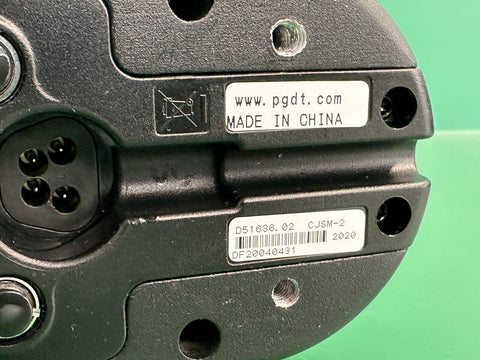 www.pgdt.com
MADE IN CHINA
D51636.02 CJSM-2
2020
DF20040431